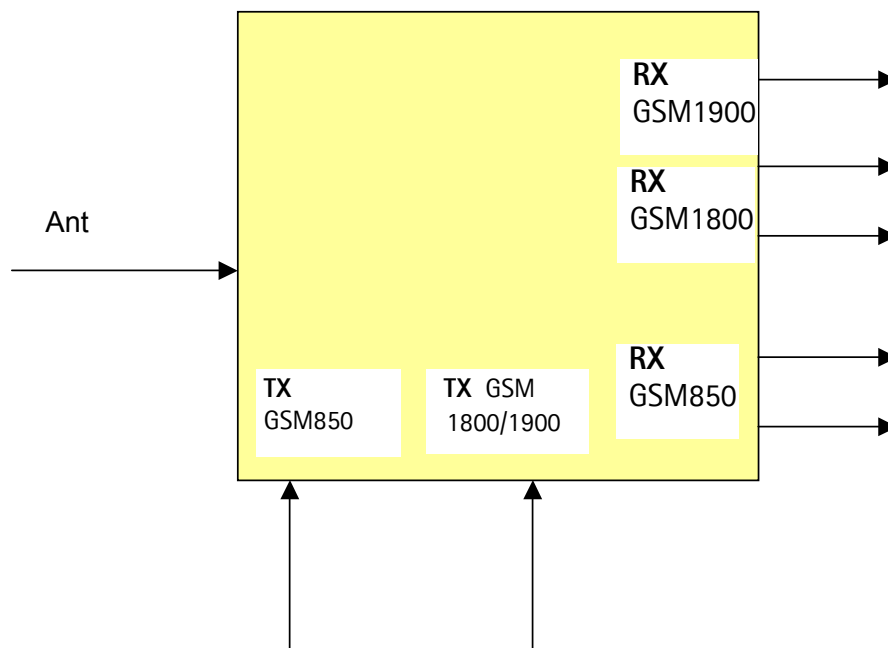 RX
GSM1900
RX
GSM1800
Ant
RX
GSM850
TX
GSM850
TX GSM
1800/1900